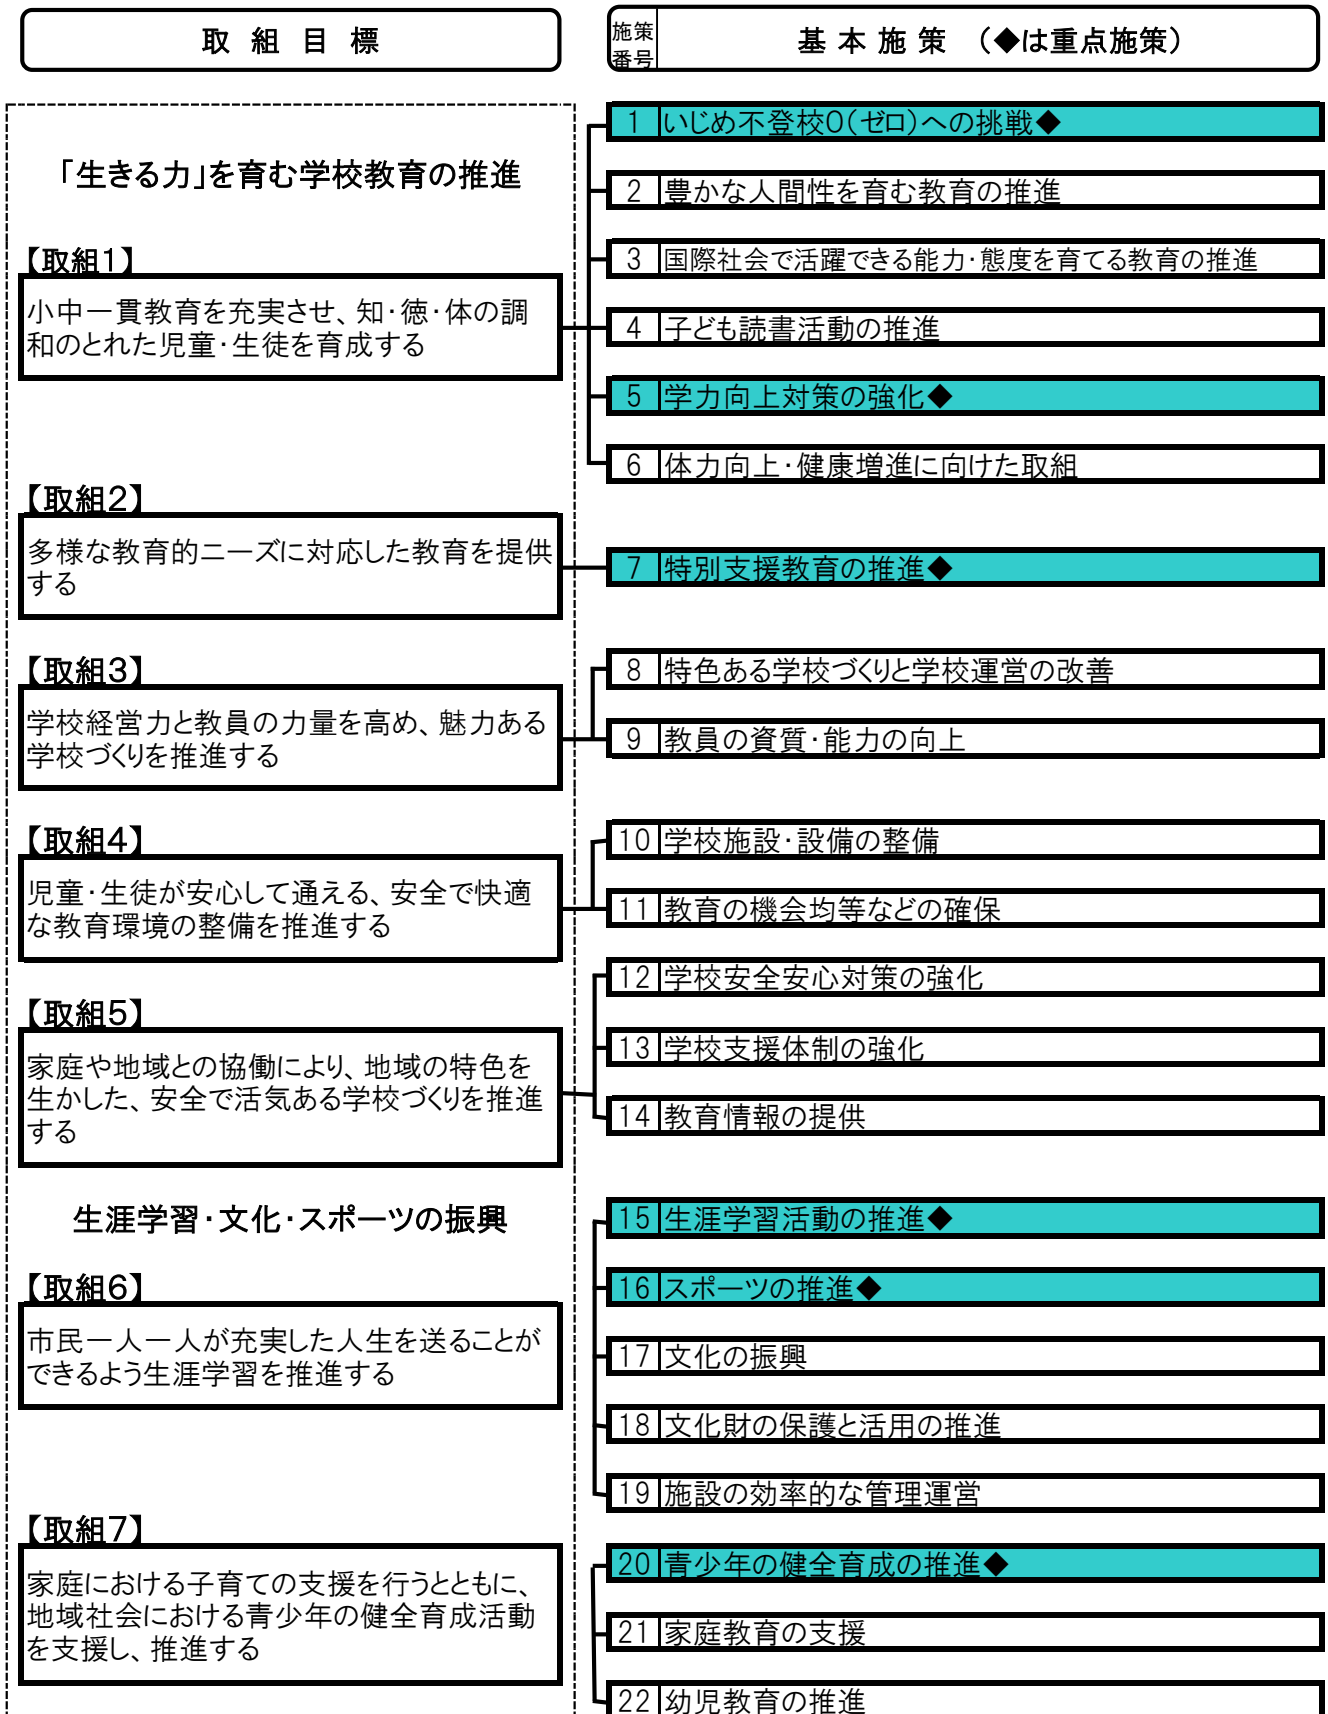 取組目標
施策
番号
基本施策 (◆は重点施策)
「生きる力」を育む学校教育の推進
【取組1】
小中一貫教育を充実させ、知・徳・体の調
和のとれた児童・生徒を育成する
1 いじめ不登校0(ゼロ)への挑戦◆
2 豊かな人間性を育む教育の推進
3 国際社会で活躍できる能力・態度を育てる教育の推進
4 子ども読書活動の推進
5 学力向上対策の強化◆
6 体力向上・健康増進に向けた取組
【取組2】
多様な教育的ニーズに対応した教育を提供
する
7 特別支援教育の推進◆
【取組3】
学校経営力と教員の力量を高め、魅力ある
学校づくりを推進する
8 特色ある学校づくりと学校運営の改善
9 教員の資質・能力の向上
【取組4】
児童・生徒が安心して通える、安全で快適
な教育環境の整備を推進する
10 学校施設・設備の整備
11 教育の機会均等などの確保
【取組5】
家庭や地域との協働により、地域の特色を
生かした、安全で活気ある学校づくりを推進
する
12 学校安全安心対策の強化
13 学校支援体制の強化
14 教育情報の提供
生涯学習・文化・スポーツの振興
【取組6】
市民一人一人が充実した人生を送ることが
できるよう生涯学習を推進する
15 生涯学習活動の推進◆
16 スポーツの推進◆
17 文化の振興
18 文化財の保護と活用の推進
19 施設の効率的な管理運営
【取組7】
家庭における子育ての支援を行うとともに、
地域社会における青少年の健全育成活動
を支援し、推進する
20 青少年の健全育成の推進◆
21 家庭教育の支援
22 幼児教育の推進